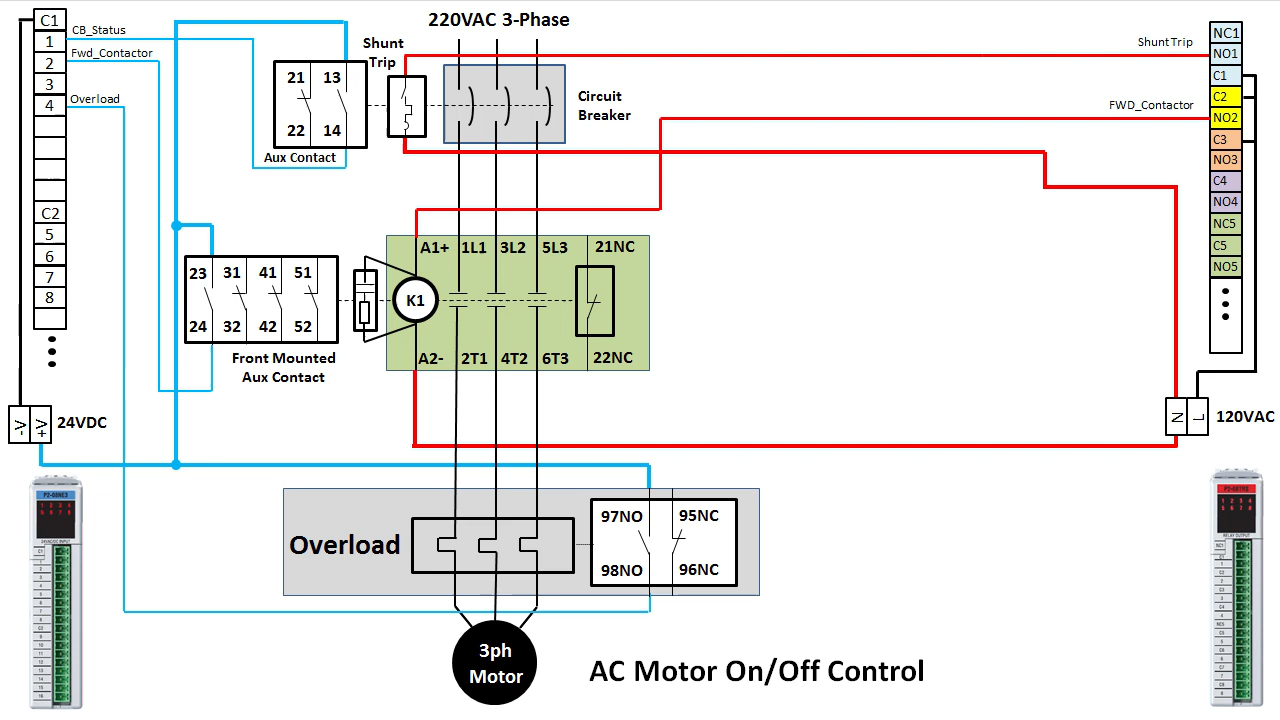 C1
1
2
3
4
C2
5
6
7
8
CB_Status
Fwd_Contactor
Overload
-V
+V
24VDC
220VAC 3-Phase
Shunt
Trip
21 13
22 14
Aux Contact
Circuit
Breaker
ShuntTrip
FWD_Contactor
NC1
NO1
C1
C2
NO2
C3
NO3
C4
NO4
NC5
C5
NO5
A1+ 1L1 3L2 5L3 21NC
K1
A2- 2T1 4T2 6T3 22NC
23 31 41 51
24 32 42 52
Front Mounted
Aux Contact
N L
120VAC
Overload
97NO 95NC
98NO 96NC
3ph
Motor
AC Motor On/Off Control